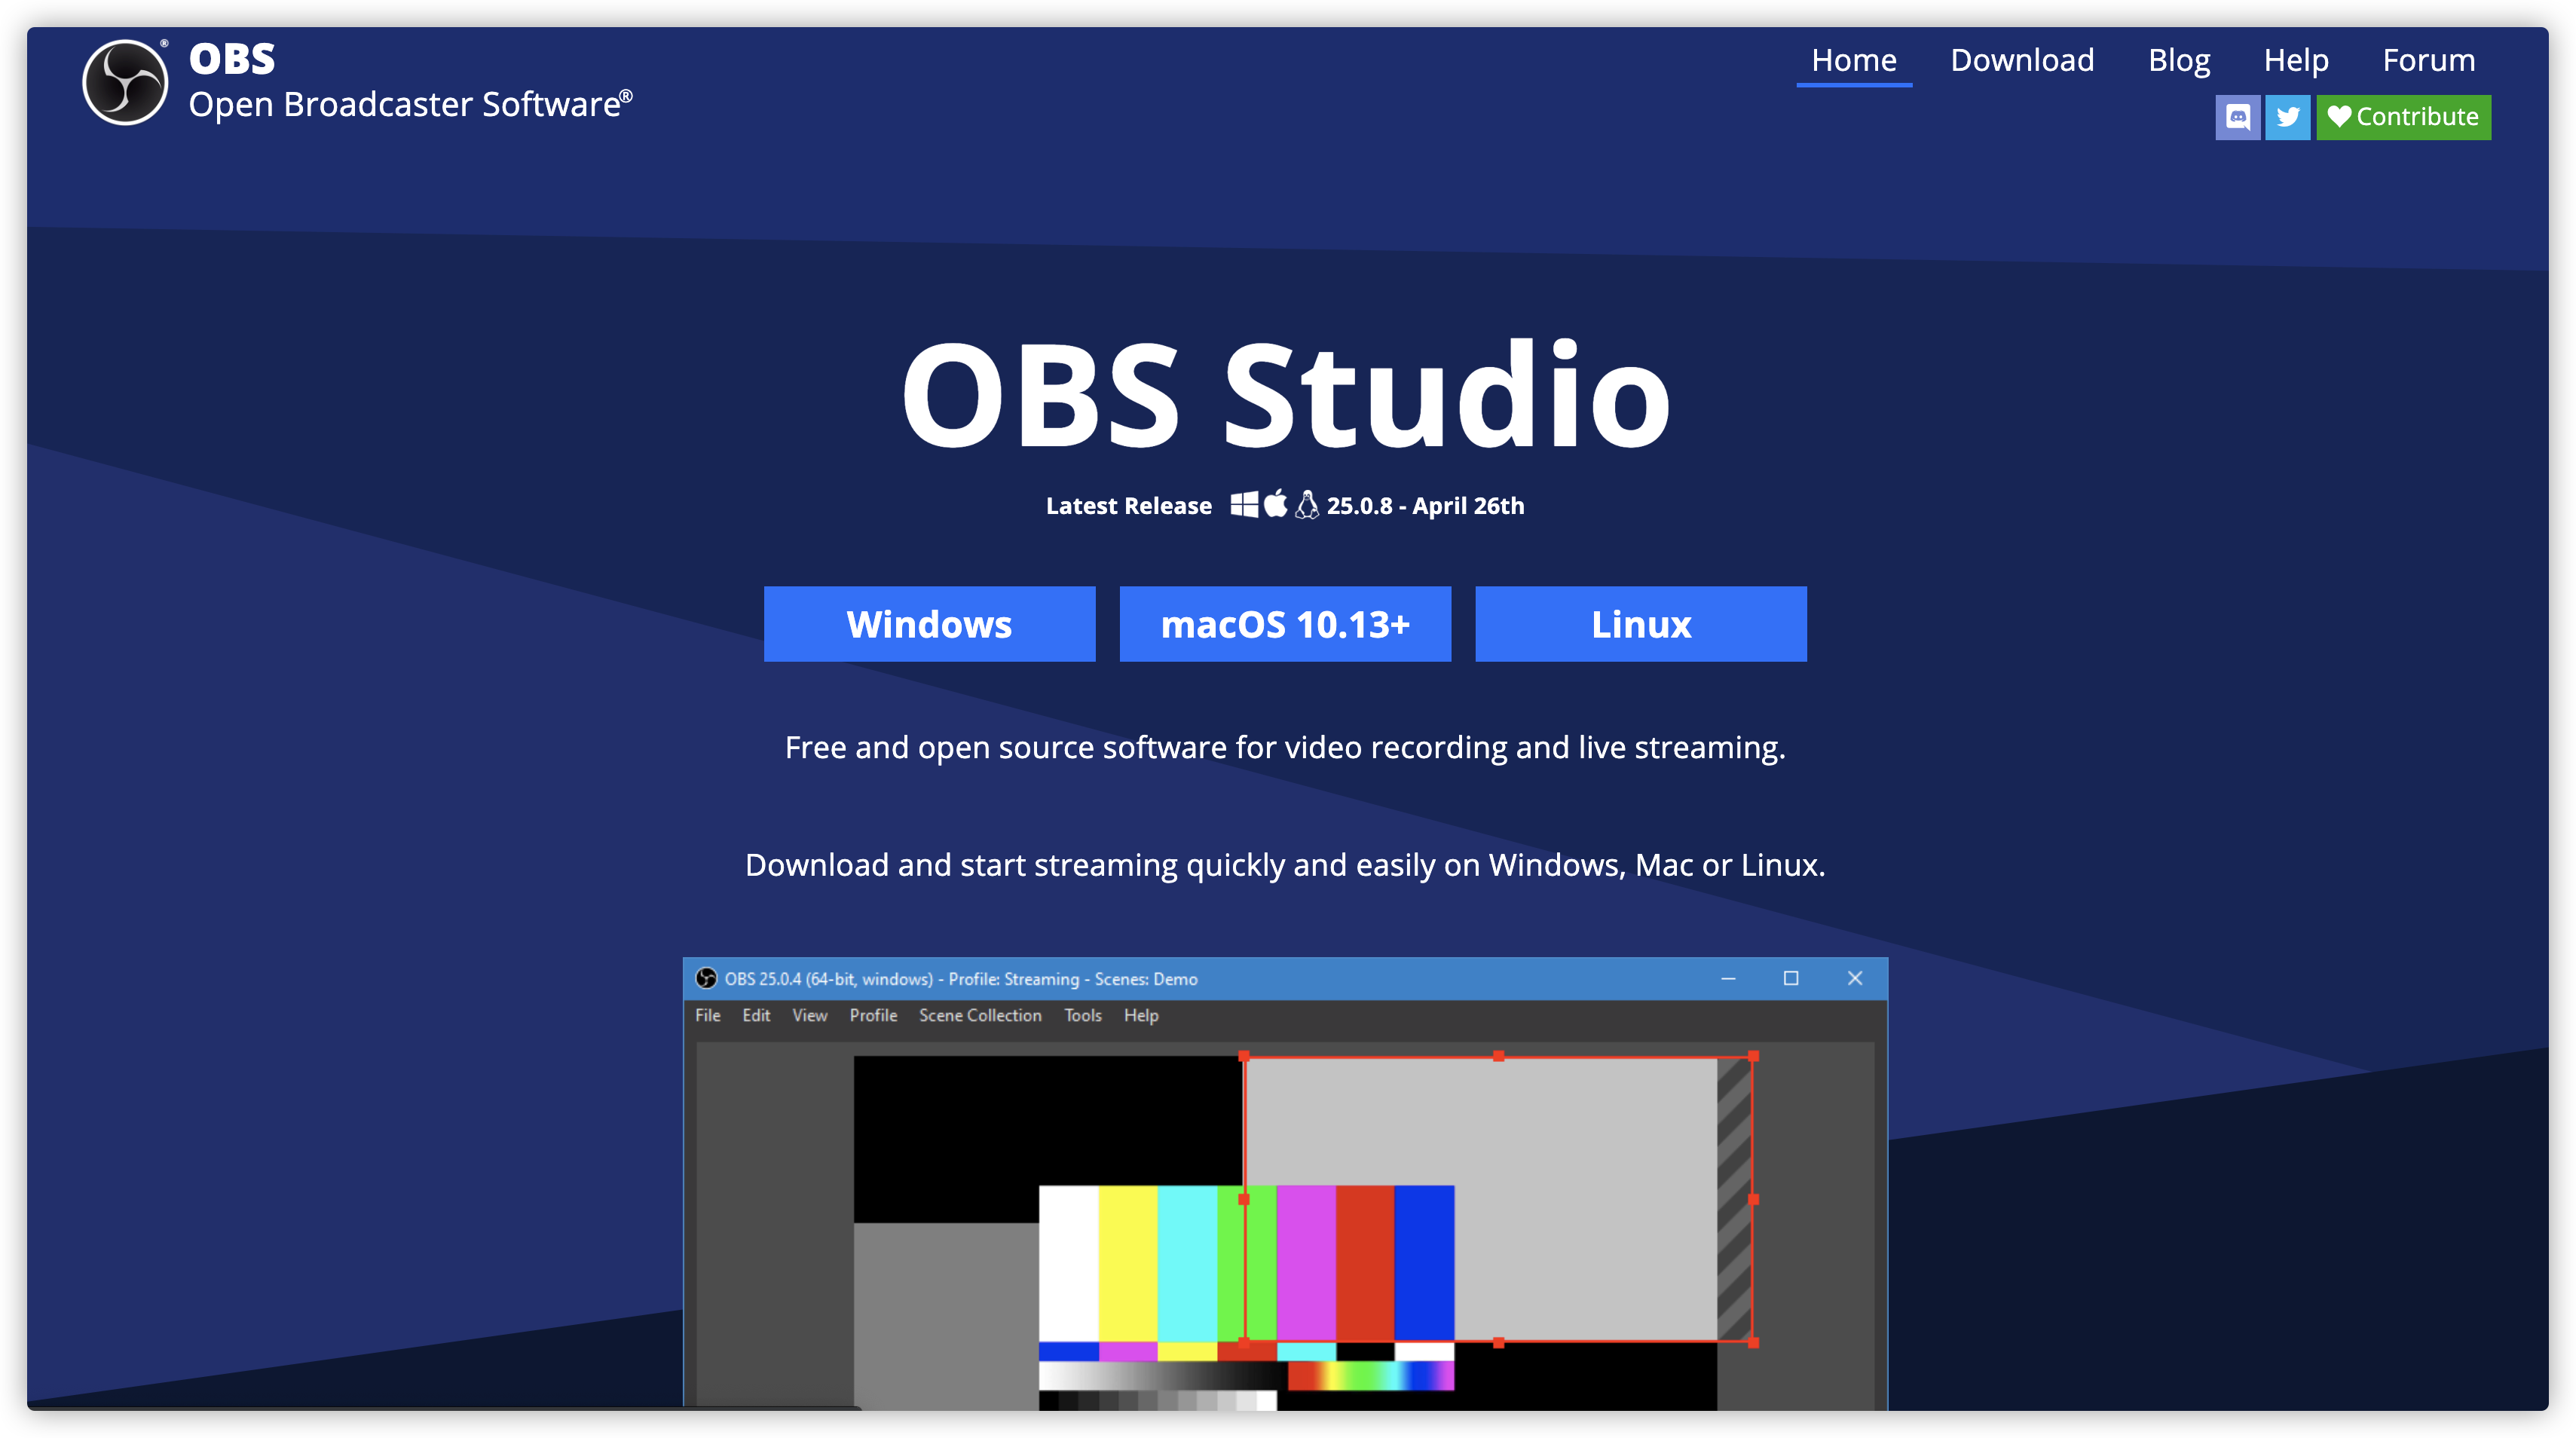 OBS
Open Broadcaster Software®
Home Download Blog Help Forum
Contribute
OBS Studio
Latest Release 25.0.8 - April 26th
Windows macOS 10.13+ Linux
Free and open source software for video recording and live streaming.
Download and start streaming quickly and easily on Windows, Mac or Linux.
OBS 25.0.4 (64-bit, windows) - Profile: Streaming - Scenes: Demo
File Edit View Profile Scene Collection Tools Help